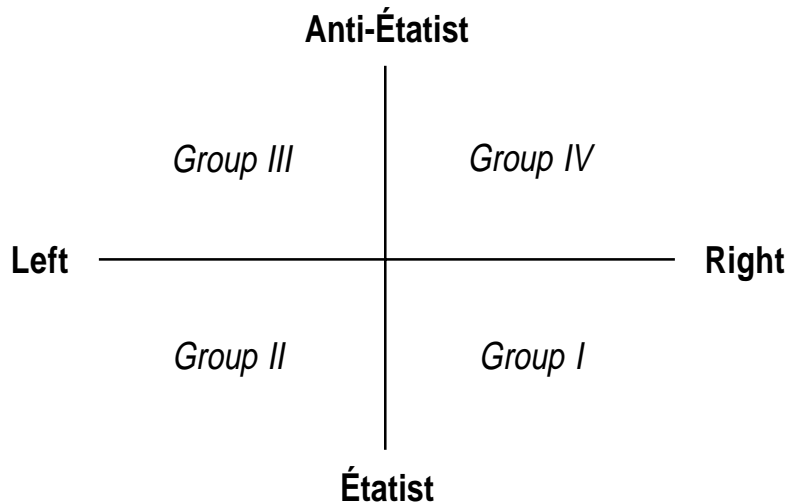 Anti-Étatist
Group III
Group IV
Left
Right
Group II
Group I
Étatist